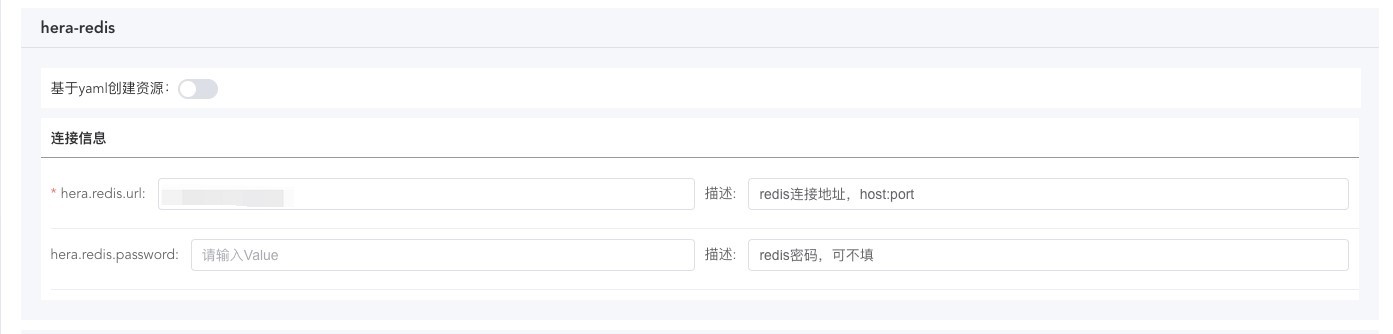 hera-redis
基于yaml创建资源：
连接信息
* hera.redis.url: 描述: redis连接地址，host:port
hera.redis.password: 请输入Value 描述: redis密码，可不填